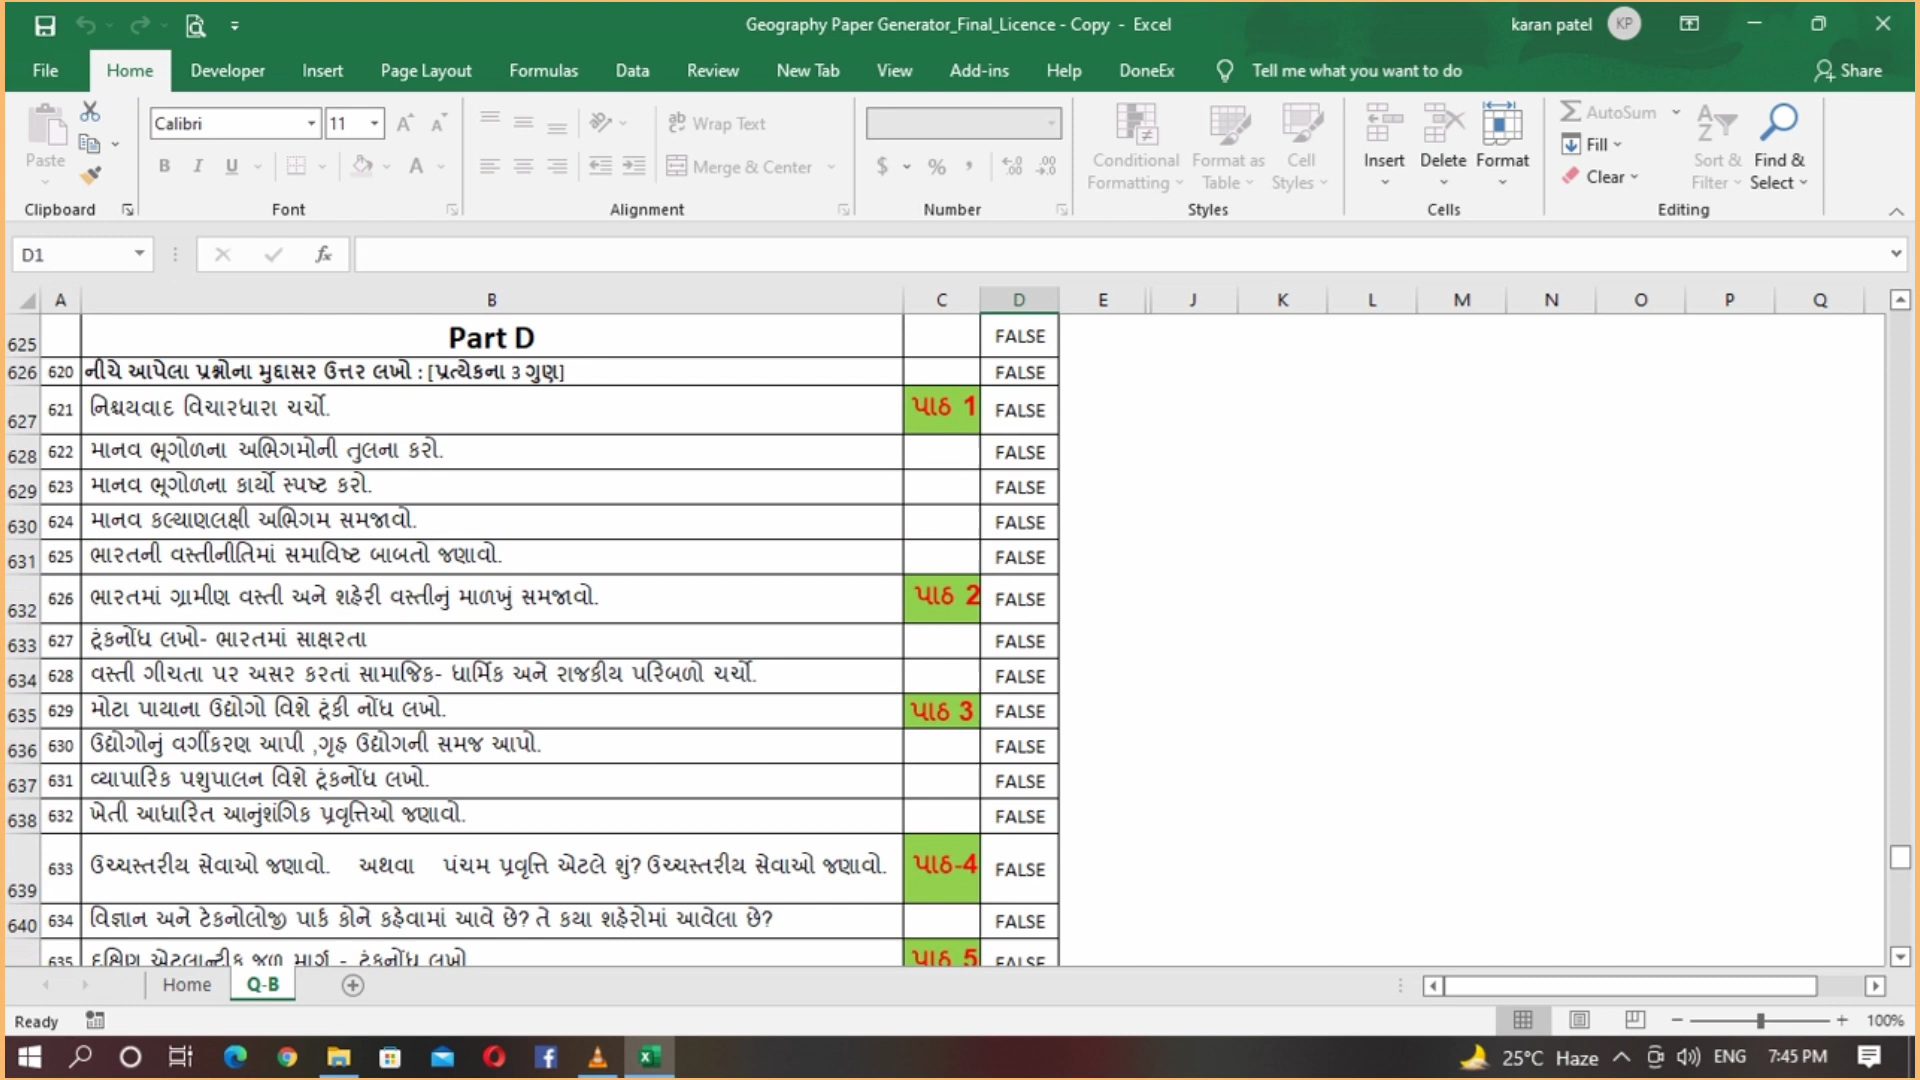 Geography Paper Generator_Final_Licence - Copy - Excel
karan patel KP
File Home Developer Insert Page Layout Formulas Data Review New Tab View Add-ins Help DoneEx Tell me what you want to do Share
Paste Clipboard
Calibri 11 B I U A Font
Wrap Text
Merge & Center
Alignment
$ % , Number
Conditional Formatting Format as Table Cell Styles
Styles
Insert Delete Format
Cells
AutoSum
Fill
Clear
Sort & Filter Find & Select
Editing
D1 fx
A B C D E J K L M N O P Q
625 Part D FALSE
626 620 નીચે આપેલા પ્રશ્નોના મુદ્દાસર ઉત્તર લખો : [પ્રત્યેકના 3 ગુણ] FALSE
627 621 નિશ્ચયવાદ વિચારધારા ચર્ચો. પાઠ 1 FALSE
628 622 માનવ ભૂગોળના અભિગમોની તુલના કરો. FALSE
629 623 માનવ ભૂગોળના કાર્યો સ્પષ્ટ કરો. FALSE
630 624 માનવ કલ્યાણલક્ષી અભિગમ સમજાવો. FALSE
631 625 ભારતની વસ્તીનીતિમાં સમાવિષ્ટ બાબતો જણાવો. FALSE
632 626 ભારતમાં ગ્રામીણ વસ્તી અને શહેરી વસ્તીનું માળખું સમજાવો. પાઠ 2 FALSE
633 627 ટૂંકનોંધ લખો- ભારતમાં સાક્ષરતા FALSE
634 628 વસ્તી ગીચતા પર અસર કરતાં સામાજિક- ધાર્મિક અને રાજકીય પરિબળો ચર્ચો. FALSE
635 629 મોટા પાયાના ઉદ્યોગો વિશે ટૂંકી નોંધ લખો. પાઠ 3 FALSE
636 630 ઉદ્યોગોનું વર્ગીકરણ આપી ,ગૃહ ઉદ્યોગની સમજ આપો. FALSE
637 631 વ્યાપારિક પશુપાલન વિશે ટૂંકનોંધ લખો. FALSE
638 632 ખેતી આધારિત આનુંશંગિક પ્રવૃત્તિઓ જણાવો. FALSE
639 633 ઉચ્ચસ્તરીય સેવાઓ જણાવો. અથવા પંચમ પ્રવૃત્તિ એટલે શું? ઉચ્ચસ્તરીય સેવાઓ જણાવો. પાઠ-4 FALSE
640 634 વિજ્ઞાન અને ટેકનોલોજી પાર્ક કોને કહેવામાં આવે છે? તે કયા શહેરોમાં આવેલા છે? FALSE
635 દક્ષિણ એટલાન્ટીક જળ માર્ગ - ટૂંકનોંધ લખો પાઠ 5 FALSE
Home Q-B
Ready 100%
25°C Haze ENG 7:45 PM